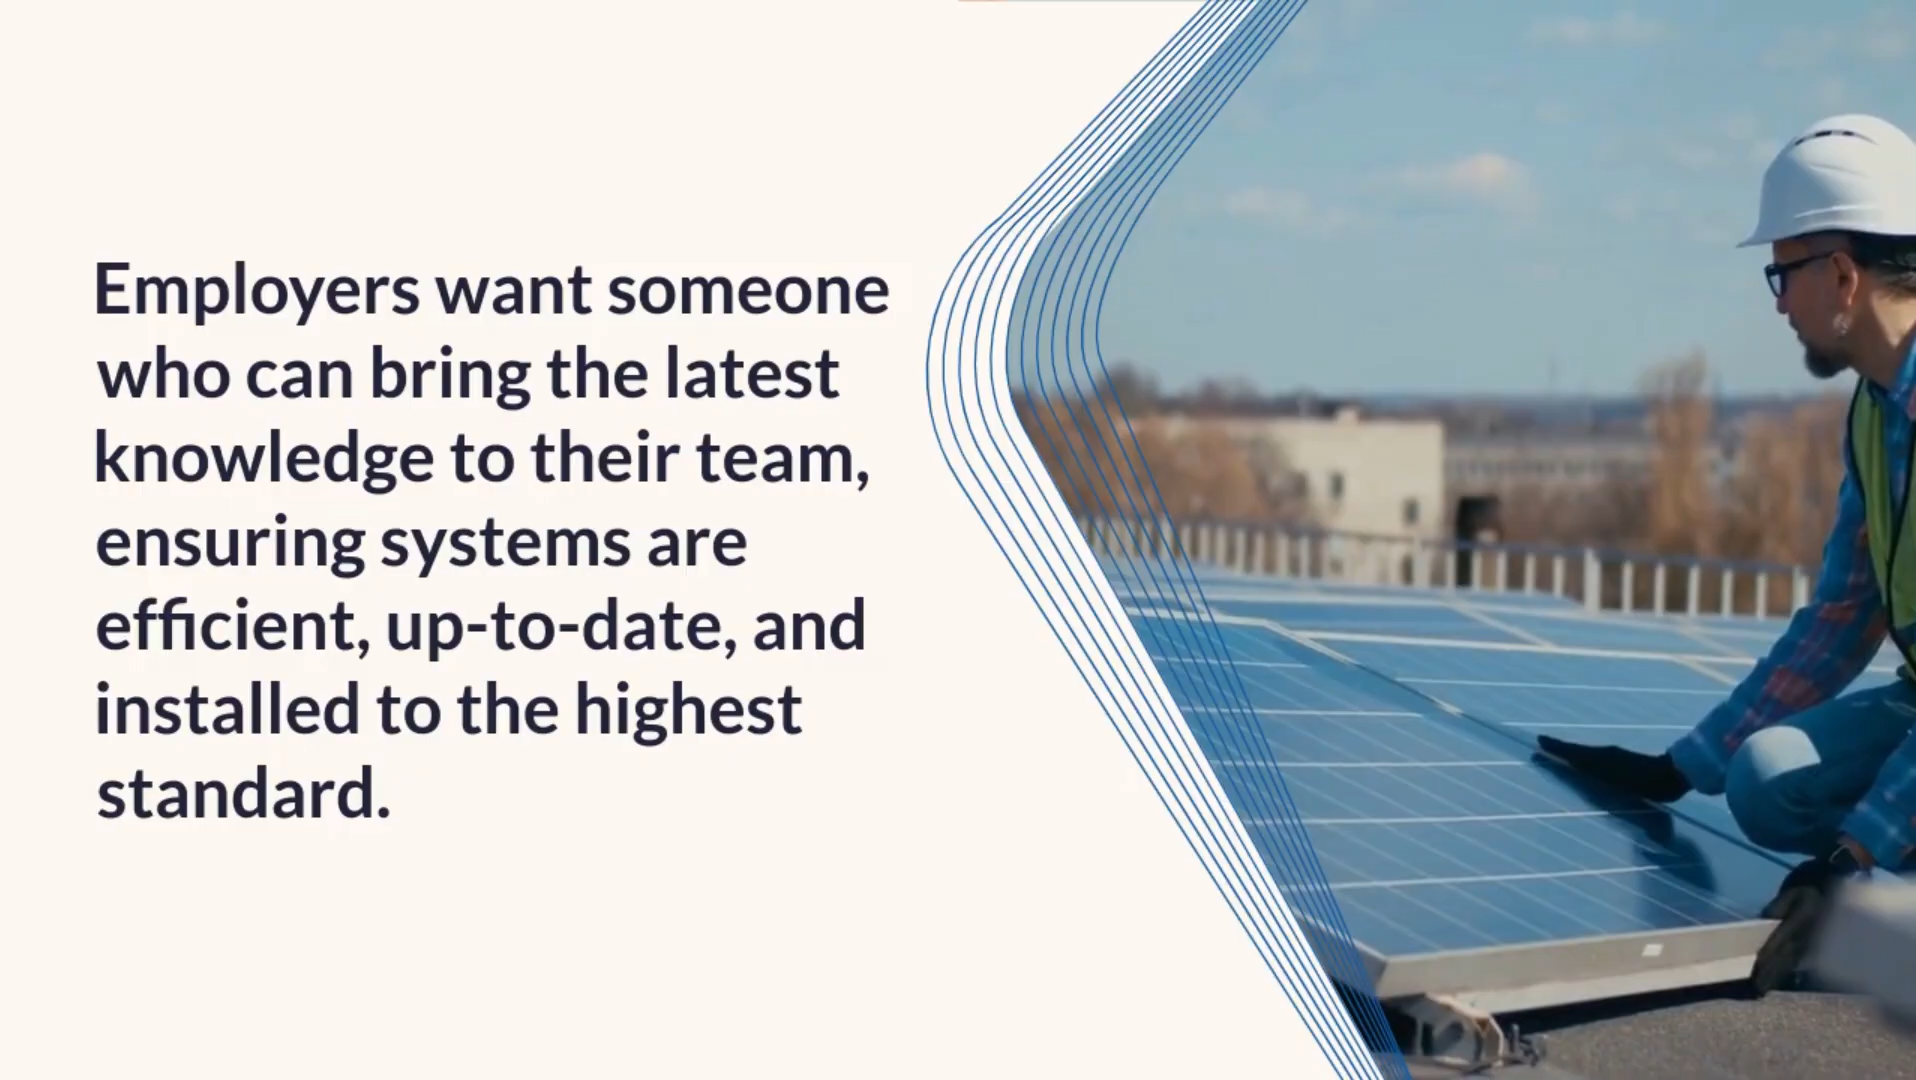 Employers want someone
who can bring the latest
knowledge to their team,
ensuring systems are
efficient, up-to-date, and
installed to the highest
standard.